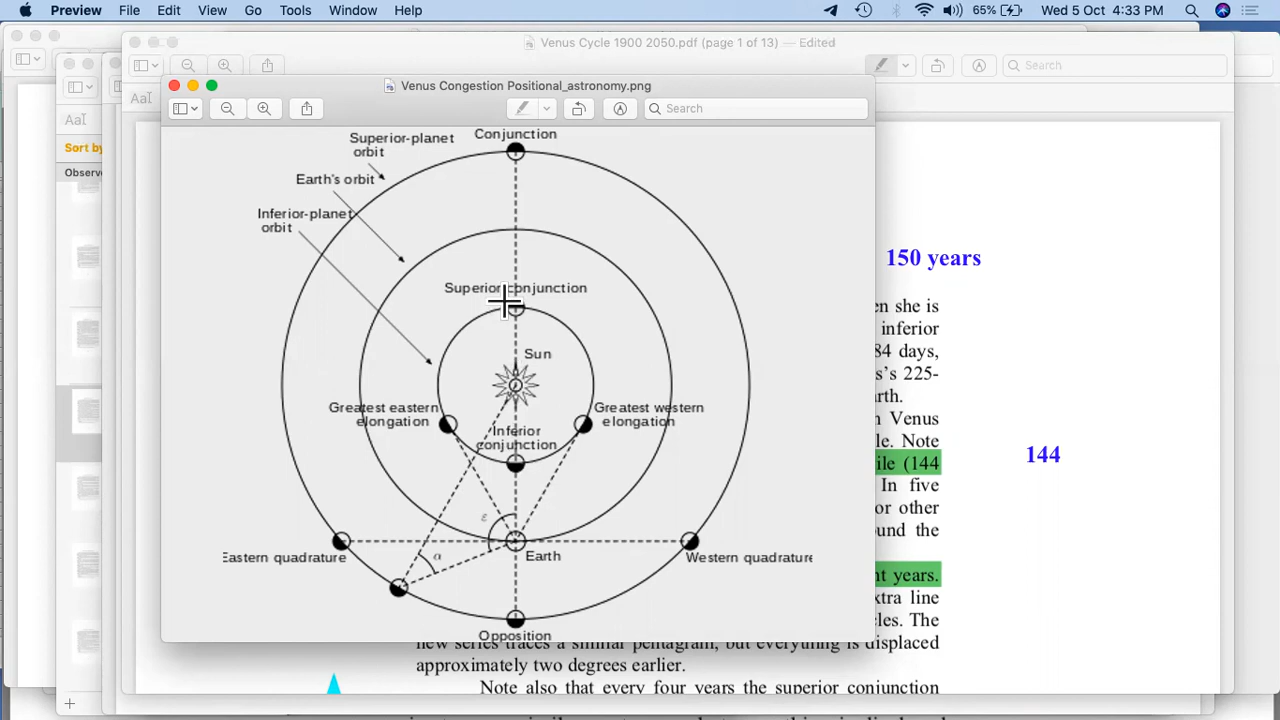 Preview File Edit View Go Tools Window Help 65% Wed 5 Oct 4:33 PM
Venus Cycle 1900 2050.pdf (page 1 of 13) — Edited
Search
Venus Congestion Positional_astronomy.png
Search
AaI
AaI
Sort by
Observe
Conjunction
Superior-planet
orbit
Earth's orbit
Inferior-planet
orbit
Superior conjunction
Sun
Greatest eastern
elongation
Greatest western
elongation
Inferior
conjunction
ε
α
Earth
Eastern quadrature
Western quadrature
Opposition
150 years
en she is
inferior
84 days,
s's 225-
arth.
n Venus
le. Note
ile (144
144
In five
or other
und the
nt years.
xtra line
cles. The
new series traces a similar pentagram, but everything is displaced
approximately two degrees earlier.
Note also that every four years the superior conjunction